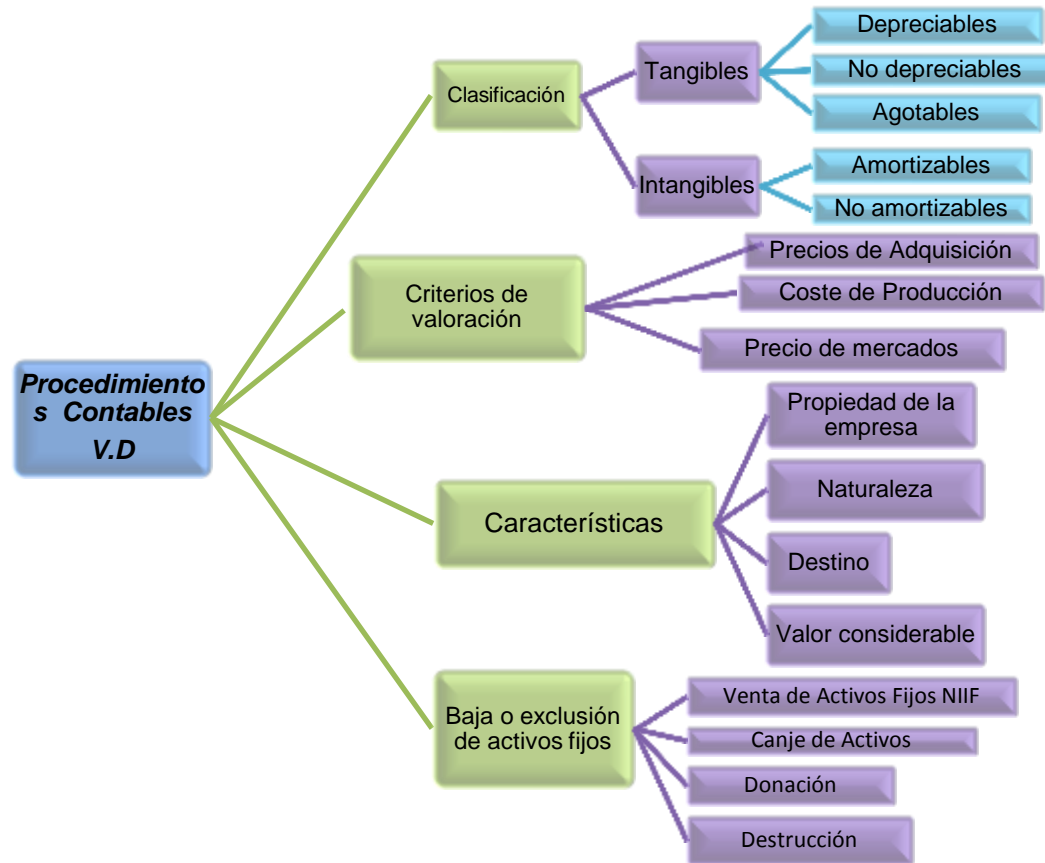 Procedimiento
s Contables
V.D
Clasificación
Tangibles
Depreciables
No depreciables
Agotables
Intangibles
Amortizables
No amortizables
Criterios de
valoración
Precios de Adquisición
Coste de Producción
Precio de mercados
Característicás
Propiedad de la
empresa
Naturaleza
Destino
Valor considerable
Baja o exclusión
de activos fijos
Venta de Activos Fijos NIIF
Canje de Activos
Donación
Destrucción